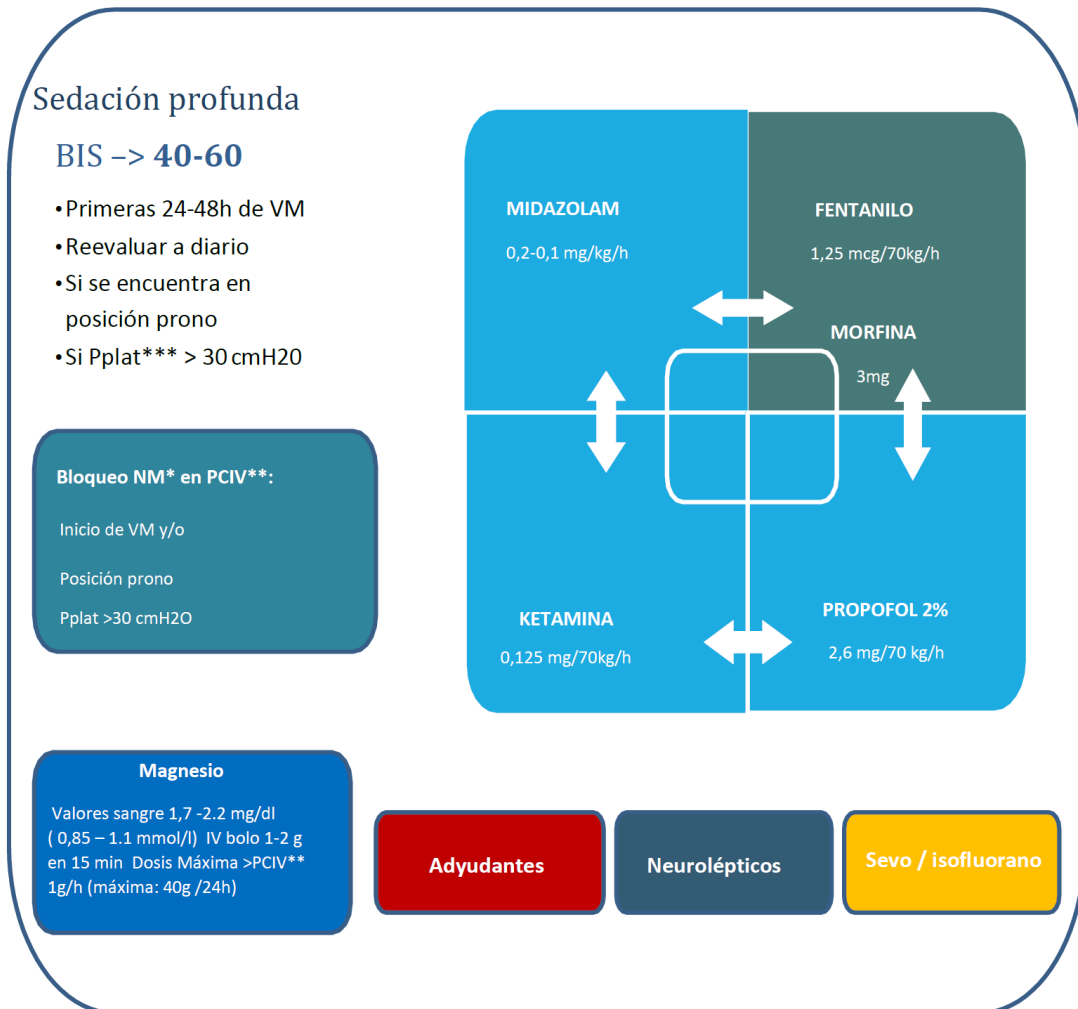 Sedación profunda
BIS –> 40-60
•Primeras 24-48h de VM
•Reevaluar a diario
•Si se encuentra en
posición prono
•Si Pplat*** > 30 cmH20
MIDAZOLAM
0,2-0,1 mg/kg/h
FENTANILO
1,25 mcg/70kg/h
MORFINA
3mg
KETAMINA
0,125 mg/70kg/h
PROPOFOL 2%
2,6 mg/70 kg/h
Bloqueo NM* en PCIV**:
Inicio de VM y/o
Posición prono
Pplat >30 cmH2O
Magnesio
Valores sangre 1,7 -2.2 mg/dl
( 0,85 – 1.1 mmol/l)  IV bolo 1-2 g
en 15 min  Dosis Máxima >PCIV**
1g/h (máxima: 40g /24h)
Adyudantes
Neurolépticos
Sevo / isofluorano